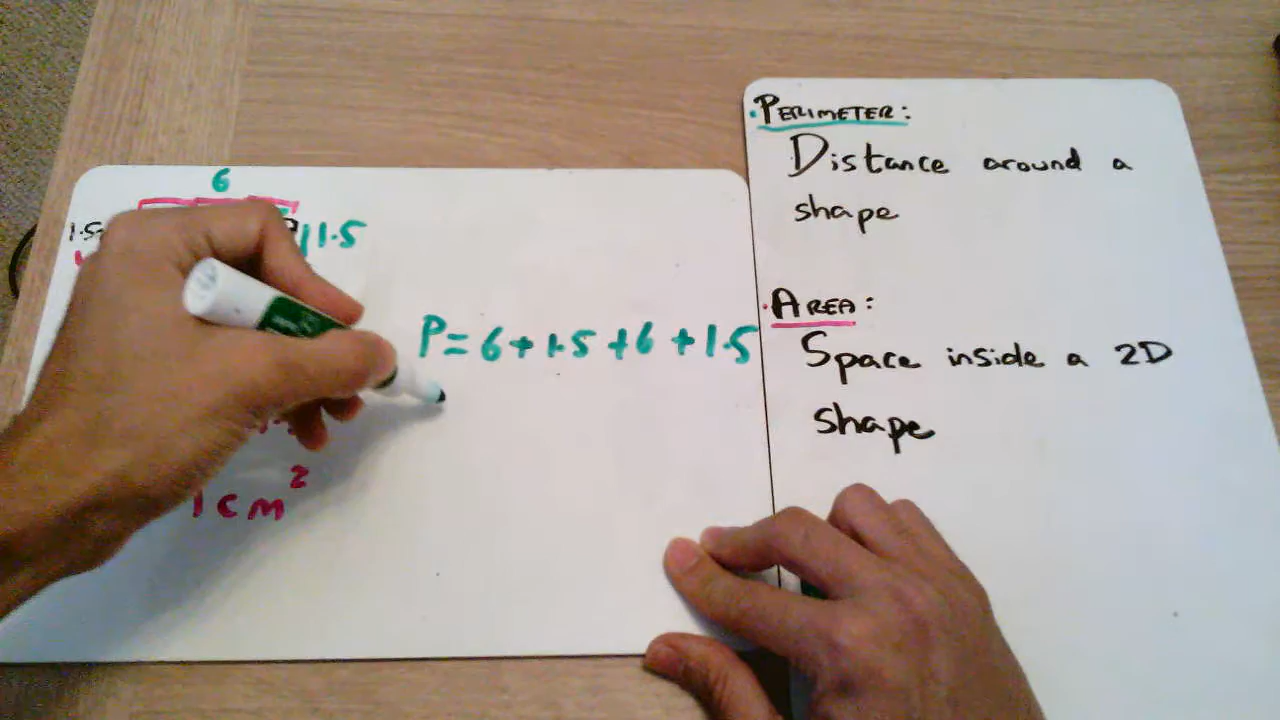 6
1.5
1.5
P = 6 + 1.5 + 6 + 1.5
cm²
PERIMETER:
Distance around a
shape
AREA:
Space inside a 2D
shape